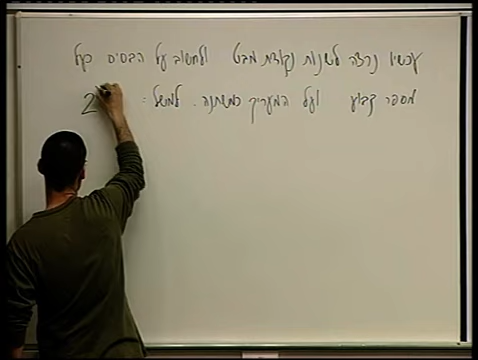 עכשיו נרצה לשנות נקודת מבט ולחשוב על הבסיס כעל
מספר קבוע ועל המעריך כמשתנה. למשל: 2